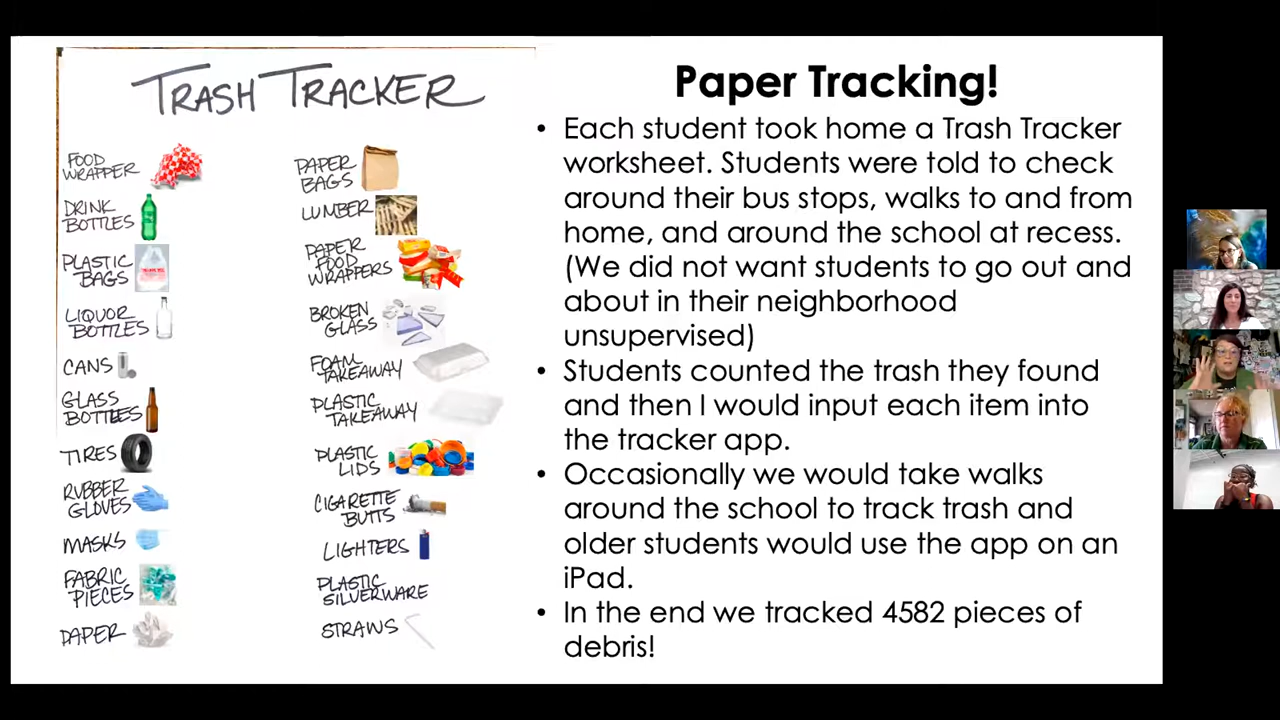 TRASH TRACKER
FOOD
WRAPPER
DRINK
BOTTLES
PLASTIC
BAGS
LIQUOR
BOTTLES
CANS
GLASS
BOTTLES
TIRES
RUBBER
GLOVES
MASKS
FABRIC
PIECES
PAPER
PAPER
BAGS
LUMBER
PAPER
FOOD
WRAPPERS
BROKEN
GLASS
FOAM
TAKEAWAY
PLASTIC
TAKEAWAY
PLASTIC
LIDS
CIGARETTE
BUTTS
LIGHTERS
PLASTIC
SILVERWARE
STRAWS
Paper Tracking!
• Each student took home a Trash Tracker
worksheet. Students were told to check
around their bus stops, walks to and from
home, and around the school at recess.
(We did not want students to go out and
about in their neighborhood
unsupervised)
• Students counted the trash they found
and then I would input each item into
the tracker app.
• Occasionally we would take walks
around the school to track trash and
older students would use the app on an
iPad.
• In the end we tracked 4582 pieces of
debris!